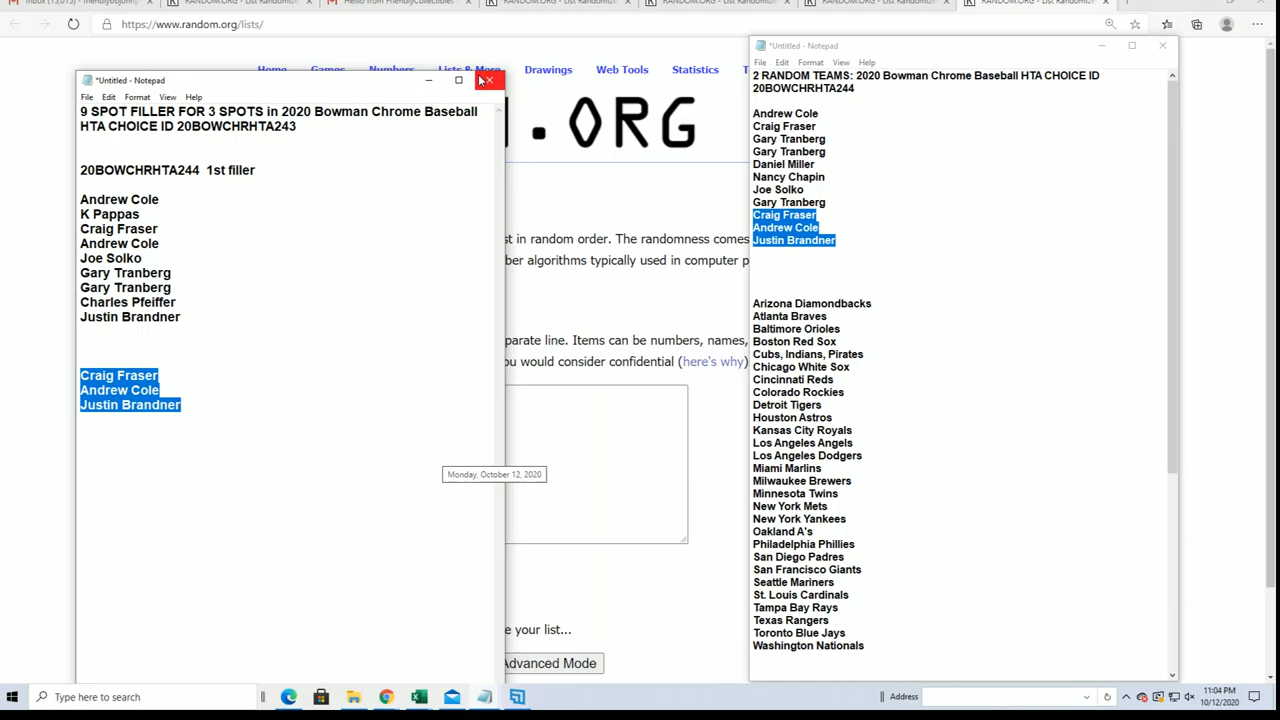 https://www.random.org/lists/
Home Games Numbers Lists & More Drawings Web Tools Statistics
.ORG
*Untitled - Notepad
File Edit Format View Help
9 SPOT FILLER FOR 3 SPOTS in 2020 Bowman Chrome Baseball
HTA CHOICE ID 20BOWCHRHTA243
20BOWCHRHTA244 1st filler
Andrew Cole
K Pappas
Craig Fraser
Andrew Cole
Joe Solko
Gary Tranberg
Gary Tranberg
Charles Pfeiffer
Justin Brandner
Craig Fraser
Andrew Cole
Justin Brandner
Monday, October 12, 2020
st in random order. The randomness comes
ber algorithms typically used in computer p
parate line. Items can be numbers, names,
ou would consider confidential (here's why)
e your list...
Advanced Mode
*Untitled - Notepad
File Edit Format View Help
2 RANDOM TEAMS: 2020 Bowman Chrome Baseball HTA CHOICE ID
20BOWCHRHTA244
Andrew Cole
Craig Fraser
Gary Tranberg
Gary Tranberg
Daniel Miller
Nancy Chapin
Joe Solko
Gary Tranberg
Craig Fraser
Andrew Cole
Justin Brandner
Arizona Diamondbacks
Atlanta Braves
Baltimore Orioles
Boston Red Sox
Cubs, Indians, Pirates
Chicago White Sox
Cincinnati Reds
Colorado Rockies
Detroit Tigers
Houston Astros
Kansas City Royals
Los Angeles Angels
Los Angeles Dodgers
Miami Marlins
Milwaukee Brewers
Minnesota Twins
New York Mets
New York Yankees
Oakland A's
Philadelphia Phillies
San Diego Padres
San Francisco Giants
Seattle Mariners
St. Louis Cardinals
Tampa Bay Rays
Texas Rangers
Toronto Blue Jays
Washington Nationals
Type here to search
Address
11:04 PM
10/12/2020